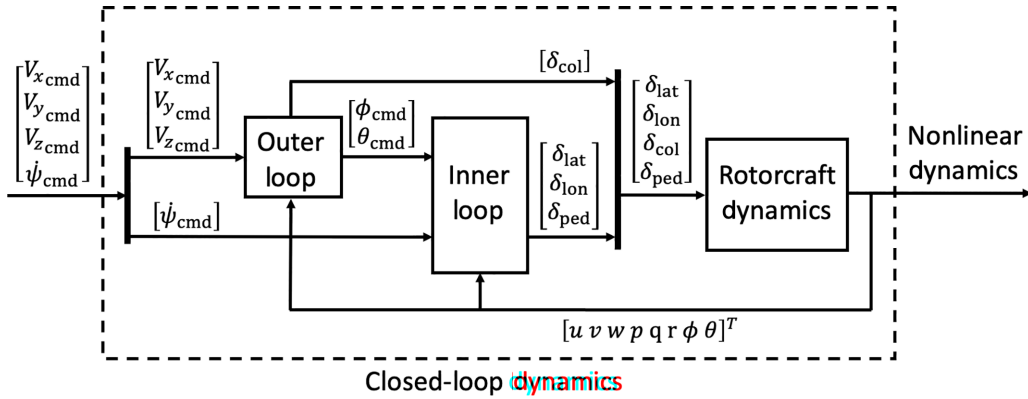 [V_x cmd
V_y cmd
V_z cmd
ψ̇_cmd]
[V_x cmd
V_y cmd
V_z cmd]
[ψ̇_cmd]
Outer
loop
[ϕ_cmd
θ_cmd]
[δ_col]
Inner
loop
[δ_lat
δ_lon
δ_ped]
[δ_lat
δ_lon
δ_col
δ_ped]
Rotorcraft
dynamics
Nonlinear
dynamics
[u v w p q r ϕ θ]^T
Closed-loop dynamics